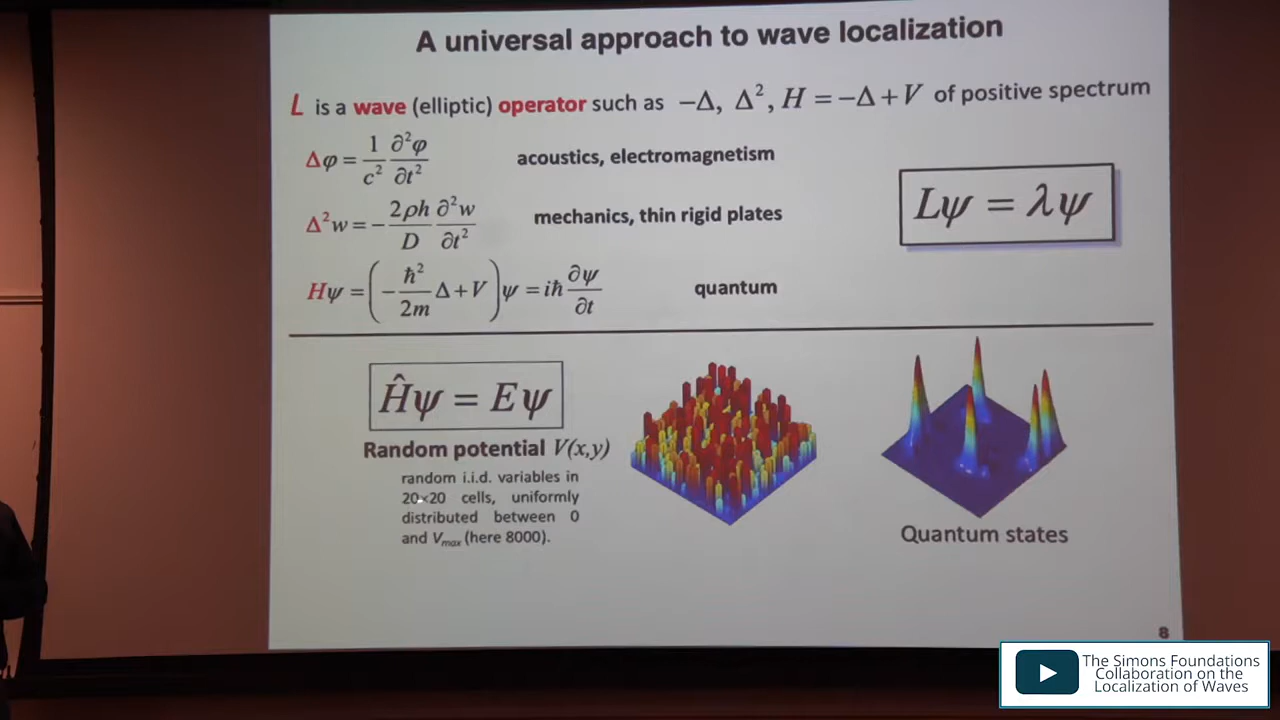 A universal approach to wave localization
L is a wave (elliptic) operator such as −Δ, Δ², H = −Δ + V of positive spectrum
Δφ = 1/c² ∂²φ/∂t² acoustics, electromagnetism
Δ²w = − 2ρh/D ∂²w/∂t² mechanics, thin rigid plates
Lψ = λψ
Hψ = (− ħ²/2m Δ + V) ψ = iħ ∂ψ/∂t quantum
Ĥψ = Eψ
Random potential V(x,y)
random i.i.d. variables in
20×20 cells, uniformly
distributed between 0
and Vmax (here 8000).
Quantum states
8
The Simons Foundations
Collaboration on the
Localization of Waves